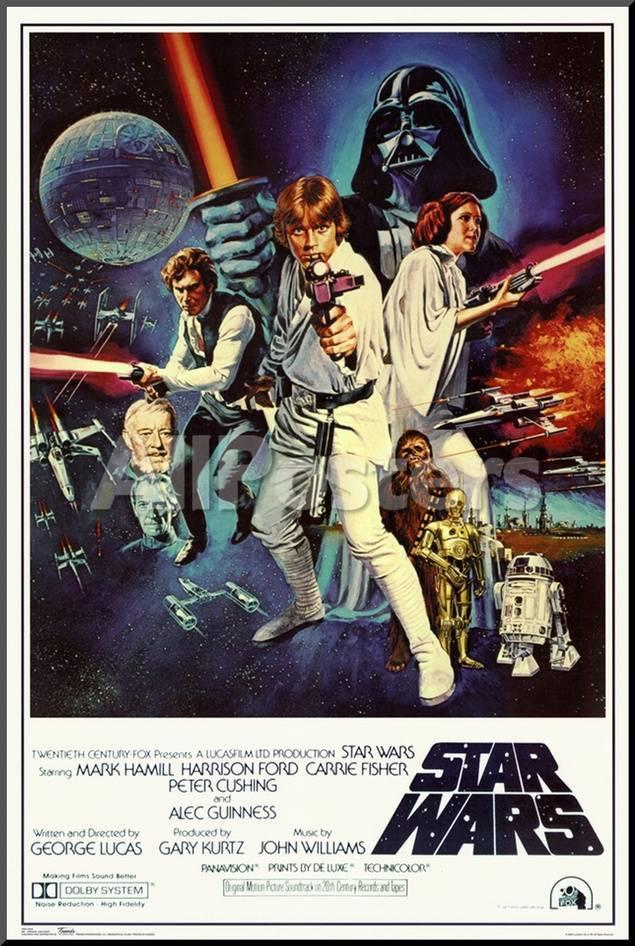 AllPosters
TWENTIETH CENTURY-FOX Presents A LUCASFILM LTD PRODUCTION STAR WARS
Starring MARK HAMILL HARRISON FORD CARRIE FISHER
PETER CUSHING
and
ALEC GUINNESS
Written and Directed by
GEORGE LUCAS
Produced by
GARY KURTZ
Music by
JOHN WILLIAMS
PANAVISION® PRINTS BY DE LUXE® TECHNICOLOR®
Original Motion Picture Soundtrack on 20th Century Records and Tapes
Making Films Sound Better
DOLBY SYSTEM®
Noise Reduction · High Fidelity
STAR
WARS
FOX